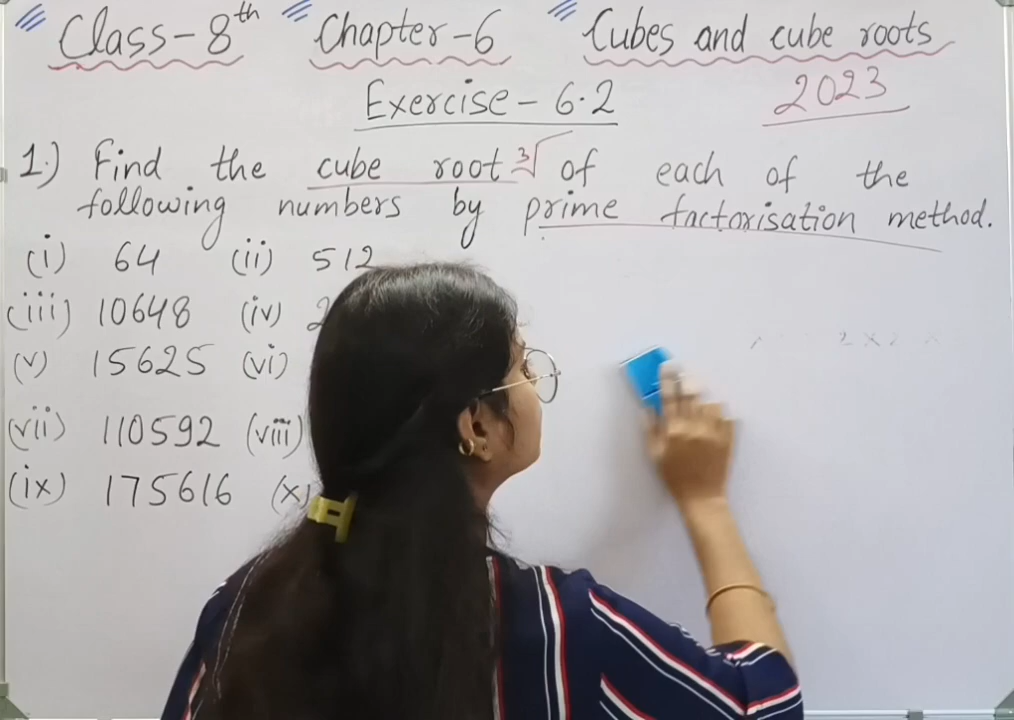 " Class-8th " Chapter-6 " Cubes and cube roots
Exercise-6.2 2023
1.) Find the cube root ∛ of each of the
following numbers by prime factorisation method.
(i) 64 (ii) 512
(iii) 10648 (iv) 2
(v) 15625 (vi)
(vii) 110592 (viii)
(ix) 175616 (x)